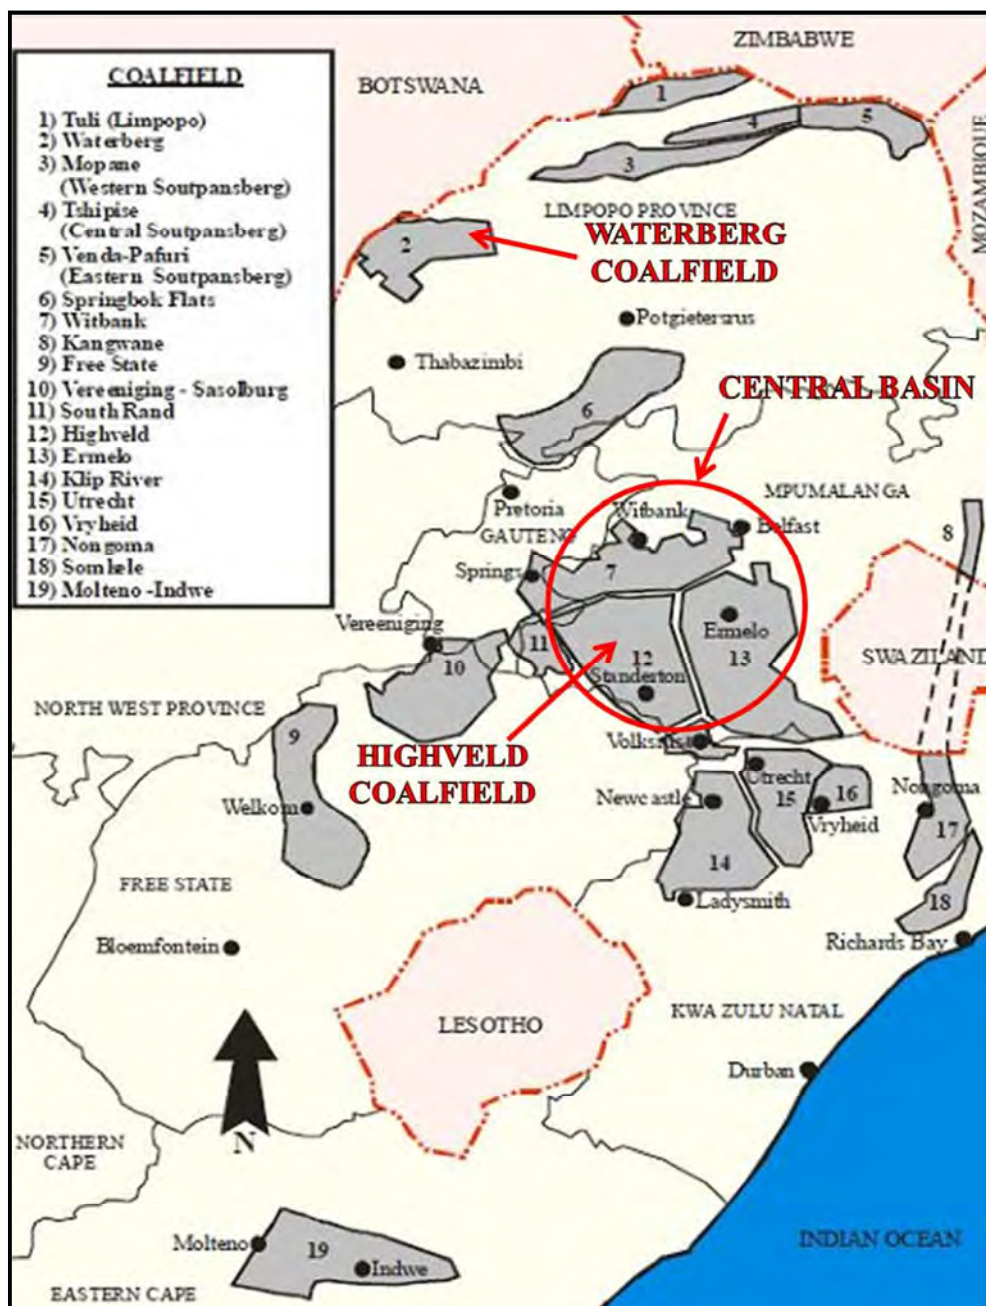 COALFIELD
1) Tuli (Limpopo)
2) Waterberg
3) Mopane
(Western Soutpansberg)
4) Tshipise
(Central Soutpansberg)
5) Venda-Pafuri
(Eastern Soutpansberg)
6) Springbok Flats
7) Witbank
8) Kangwane
9) Free State
10) Vereeniging - Sasolburg
11) South Rand
12) Highveld
13) Ermelo
14) Klip River
15) Utrecht
16) Vryheid
17) Nongoma
18) Somkele
19) Molteno -Indwe
ZIMBABWE
BOTSWANA
MOZAMBIQUE
1
4
5
3
LIMPOPO PROVINCE
WATERBERG
COALFIELD
2
Potgietersrus
Thabazimbi
CENTRAL BASIN
6
MPUMALANGA
Pretoria
GAUTENG
Witbank
Belfast
8
Springs
7
Vereeniging
11
10
Ermelo
12
13
Standerton
SWAZILAND
NORTH WEST PROVINCE
9
HIGHVELD
COALFIELD
Volksrust
Utrecht
15
Newcastle
16
Vryheid
Nongoma
17
Welkom
14
Ladysmith
18
FREE STATE
Bloemfontein
Richards Bay
LESOTHO
KWA ZULU NATAL
Durban
N
NORTHERN
CAPE
Molteno
19
Indwe
INDIAN OCEAN
EASTERN CAPE